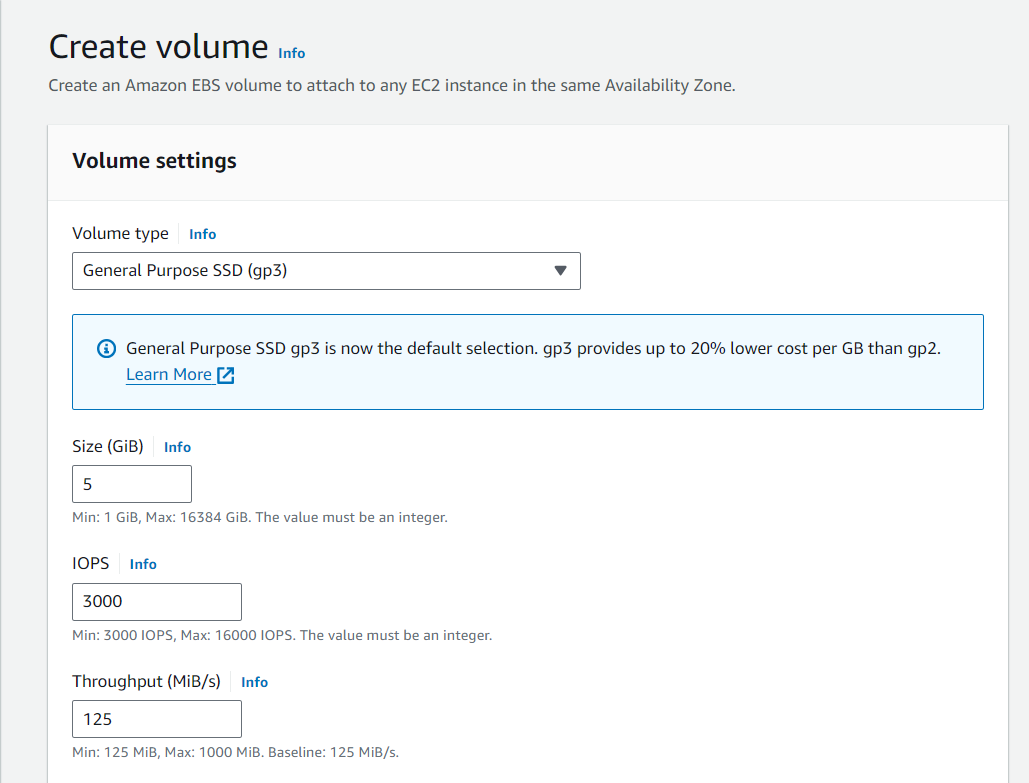 Create volume Info
Create an Amazon EBS volume to attach to any EC2 instance in the same Availability Zone.
Volume settings
Volume type Info
General Purpose SSD (gp3)
General Purpose SSD gp3 is now the default selection. gp3 provides up to 20% lower cost per GB than gp2.
Learn More
Size (GiB) Info
5
Min: 1 GiB, Max: 16384 GiB. The value must be an integer.
IOPS Info
3000
Min: 3000 IOPS, Max: 16000 IOPS. The value must be an integer.
Throughput (MiB/s) Info
125
Min: 125 MiB, Max: 1000 MiB. Baseline: 125 MiB/s.